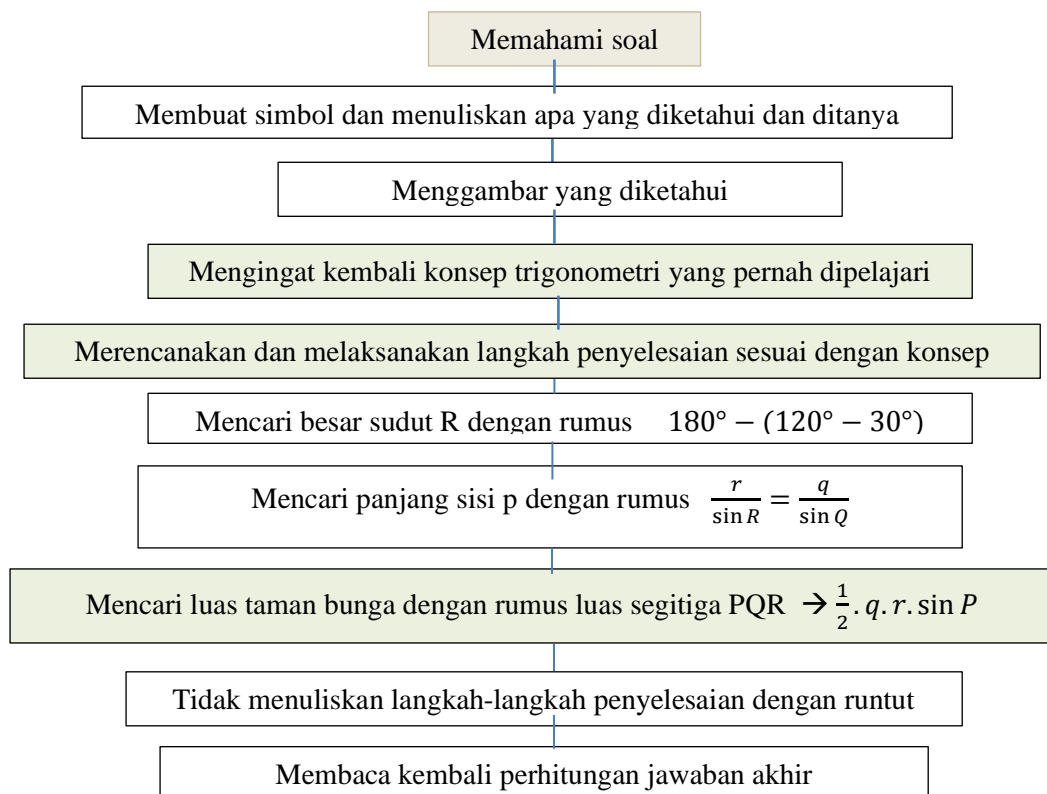 Memahami soal
Membuat simbol dan menuliskan apa yang diketahui dan ditanya
Menggambar yang diketahui
Mengingat kembali konsep trigonometri yang pernah dipelajari
Merencanakan dan melaksanakan langkah penyelesaian sesuai dengan konsep
Mencari besar sudut R dengan rumus 180° − (120° − 30°)
Mencari panjang sisi p dengan rumus r/sin R = q/sin Q
Mencari luas taman bunga dengan rumus luas segitiga PQR → 1/2 . q. r. sin P
Tidak menuliskan langkah-langkah penyelesaian dengan runtut
Membaca kembali perhitungan jawaban akhir